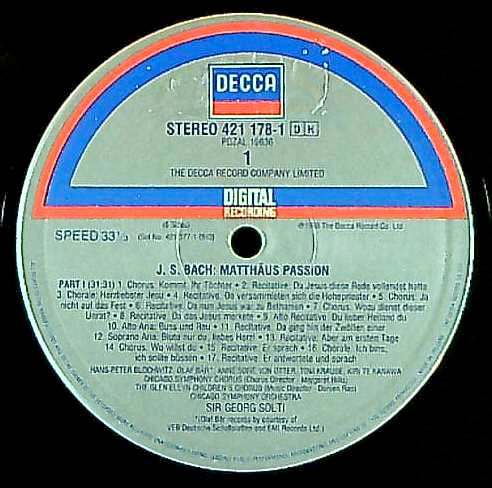 DECCA
STEREO 421 178-1 DH
PDZAL 19636
1
THE DECCA RECORD COMPANY LIMITED
DIGITAL
RECORDING
SPEED 33⅓
The Decca Record Co. Ltd.
J. S. BACH: MATTHÄUS PASSION
PART I (31:31) 1. Chorus: Kommt, Ihr Töchter • 2. Recitative: Da Jesus diese Rede vollendet hatte
3. Chorale: Herzliebster Jesu • 4. Recitative: Da versammleten sich die Hohepriester • 5. Chorus: Ja
nicht auf das Fest • 6. Recitative: Da nun Jesus war zu Bethanien • 7. Chorus: Wozu dienet dieser
Unrat? • 8. Recitative: Da das Jesus merkete • 9. Alto Recitative: Du lieber Heiland du
10. Alto Aria: Buss und Reu • 11. Recitative: Da ging hin der Zwölfen einer
12. Soprano Aria: Blute nur du, liebes Herz! • 13. Recitative: Aber am ersten Tage
14. Chorus: Wo willst du • 15. Recitative: Er sprach • 16. Chorale: Ich bins,
ich sollte büssen • 17. Recitative: Er antwortete und sprach
HANS-PETER BLOCHWITZ, OLAF BÄR*, ANNE SOFIE VON OTTER, TOM KRAUSE, KIRI TE KANAWA
CHICAGO SYMPHONY CHORUS (Chorus Director - Margaret Hillis)
THE GLEN ELLYN CHILDREN'S CHORUS (Music Director - Doreen Rao)
CHICAGO SYMPHONY ORCHESTRA
SIR GEORG SOLTI
*(Olaf Bär records by courtesy of
VEB Deutsche Schallplatten and EMI Records Ltd.)